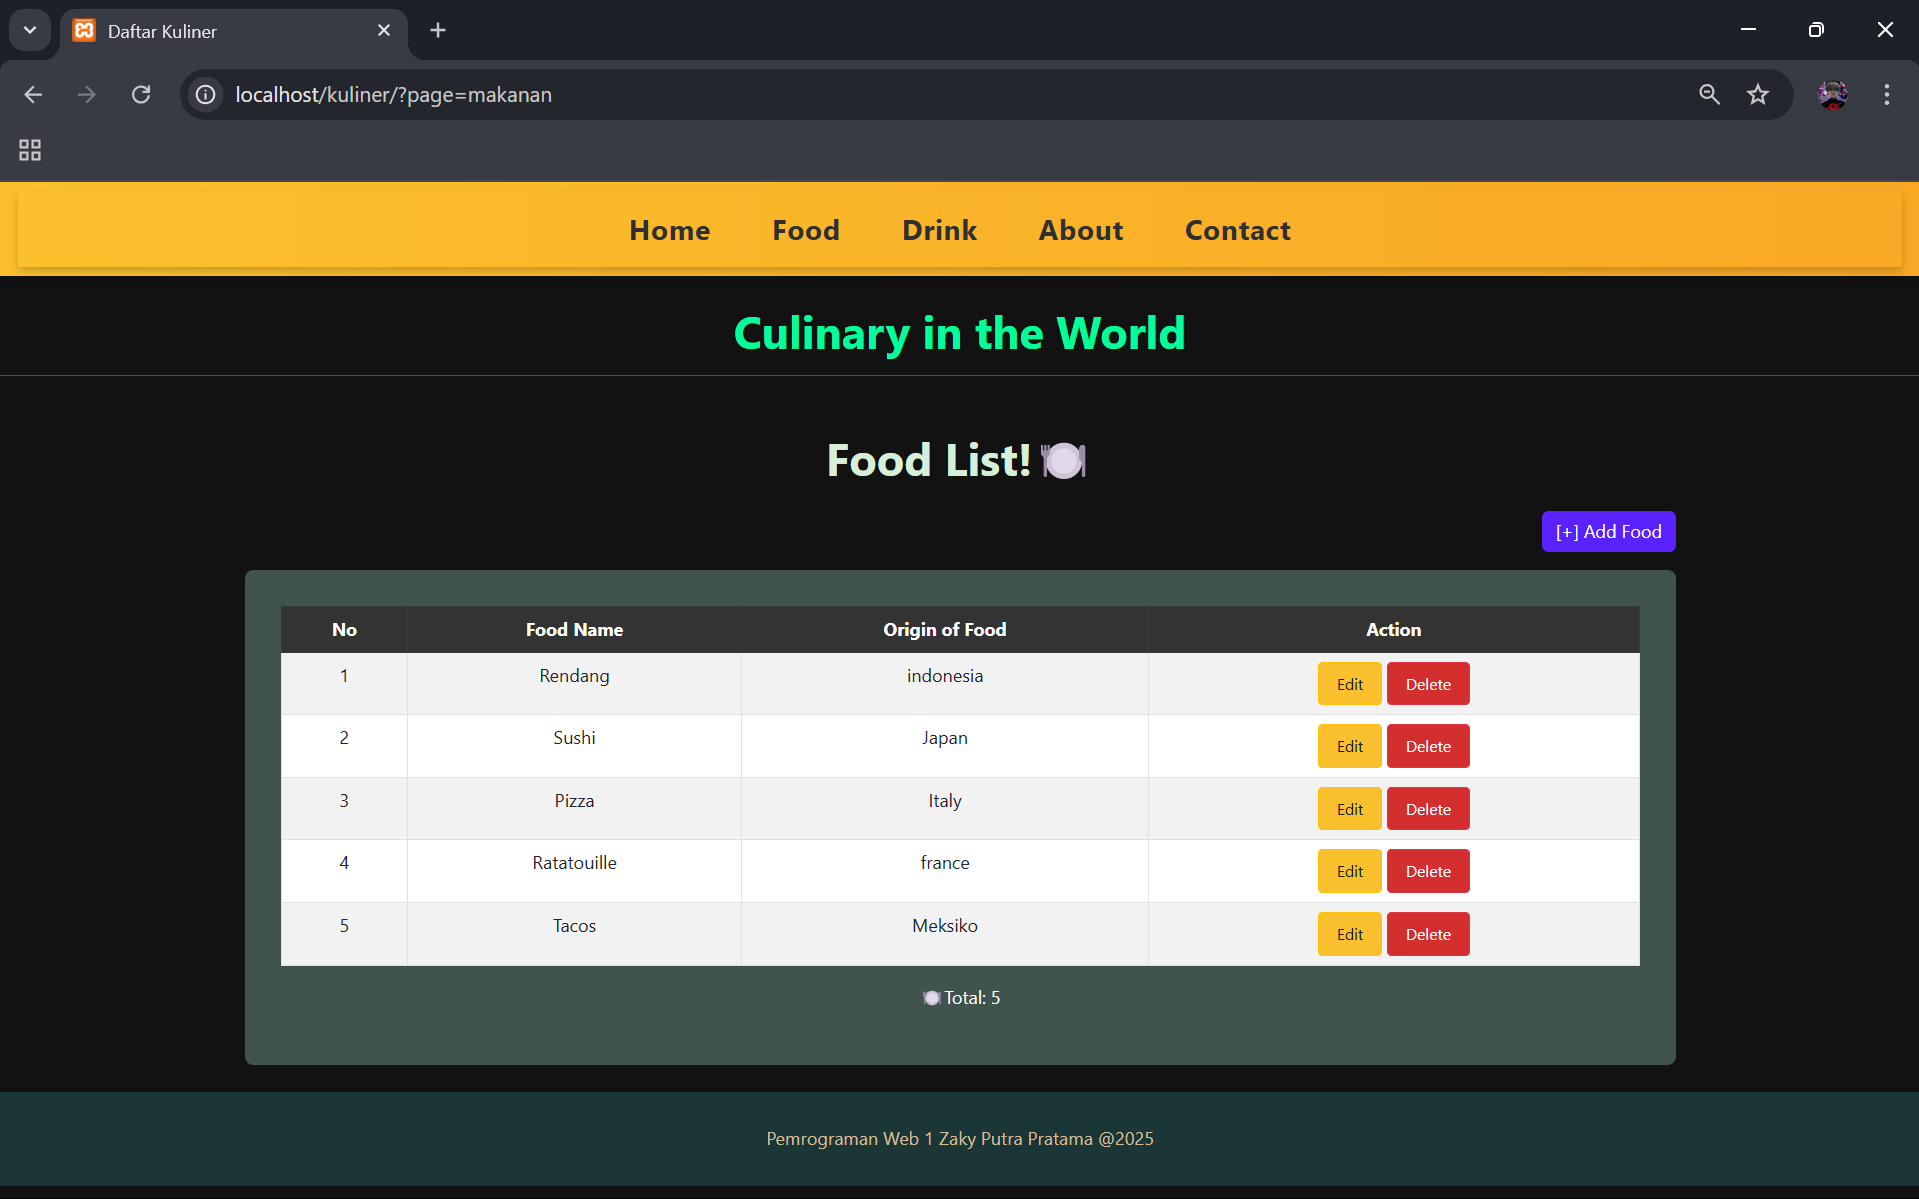 Daftar Kuliner
localhost/kuliner/?page=makanan
Home Food Drink About Contact
Culinary in the World
Food List!
[+] Add Food
No Food Name Origin of Food Action
1 Rendang indonesia Edit Delete
2 Sushi Japan Edit Delete
3 Pizza Italy Edit Delete
4 Ratatouille france Edit Delete
5 Tacos Meksiko Edit Delete
Total: 5
Pemrograman Web 1 Zaky Putra Pratama @2025